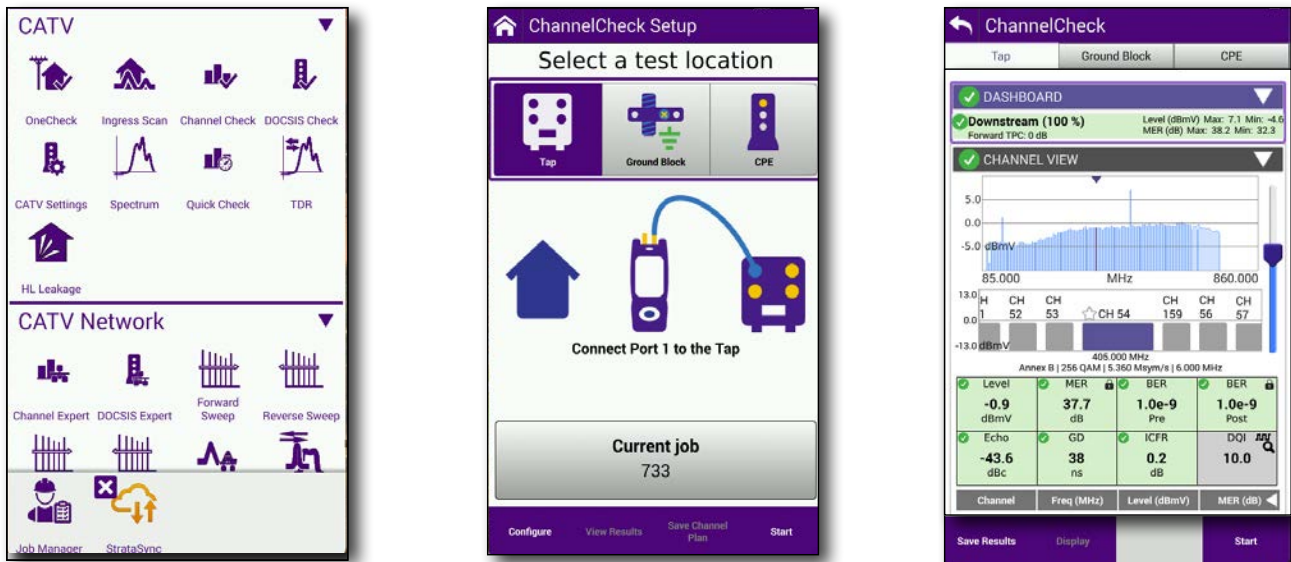 CATV
OneCheck
Ingress Scan
Channel Check
DOCSIS Check
CATV Settings
Spectrum
Quick Check
TDR
HL Leakage
CATV Network
Channel Expert
DOCSIS Expert
Forward
Sweep
Reverse Sweep
Job Manager
StrataSync
ChannelCheck Setup
Select a test location
Tap
Ground Block
CPE
Connect Port 1 to the Tap
Current job
733
Configure
View Results
Save Channel
Plan
Start
ChannelCheck
Tap
Ground Block
CPE
DASHBOARD
Downstream (100 %)
Forward TPC: 0 dB
Level (dBmV) Max: 7.1 Min: -4.6
MER (dB) Max: 38.2 Min: 32.3
CHANNEL VIEW
5.0
0.0
-5.0 dBmV
85.000 MHz 860.000
13.0
0.0
-13.0 dBmV
H CH CH CH CH CH
1 52 53 CH 54 159 56 57
405.000 MHz
Annex B | 256 QAM | 5.360 Msym/s | 6.000 MHz
Level MER BER BER
-0.9 37.7 1.0e-9 1.0e-9
dBmV dB Pre Post
Echo GD ICFR DQI
-43.6 38 0.2 10.0
dBc ns dB
Channel Freq (MHz) Level (dBmV) MER (dB)
Save Results
Display
Start